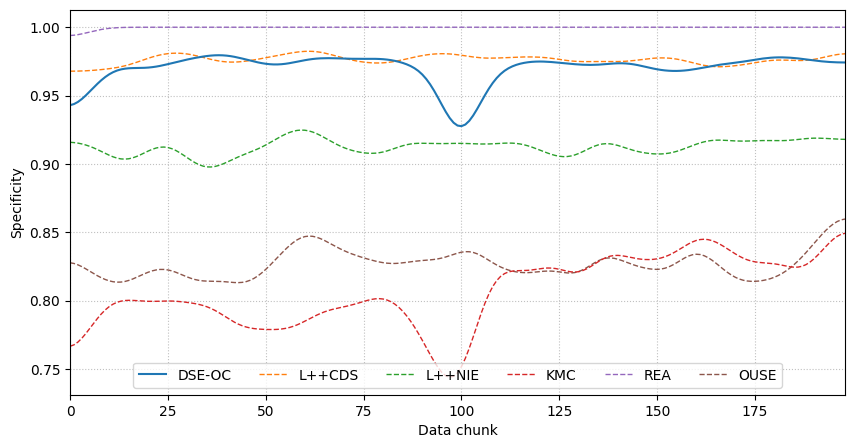 Specificity
1.00
0.95
0.90
0.85
0.80
0.75
DSE-OC L++CDS L++NIE KMC REA OUSE
0 25 50 75 100 125 150 175
Data chunk